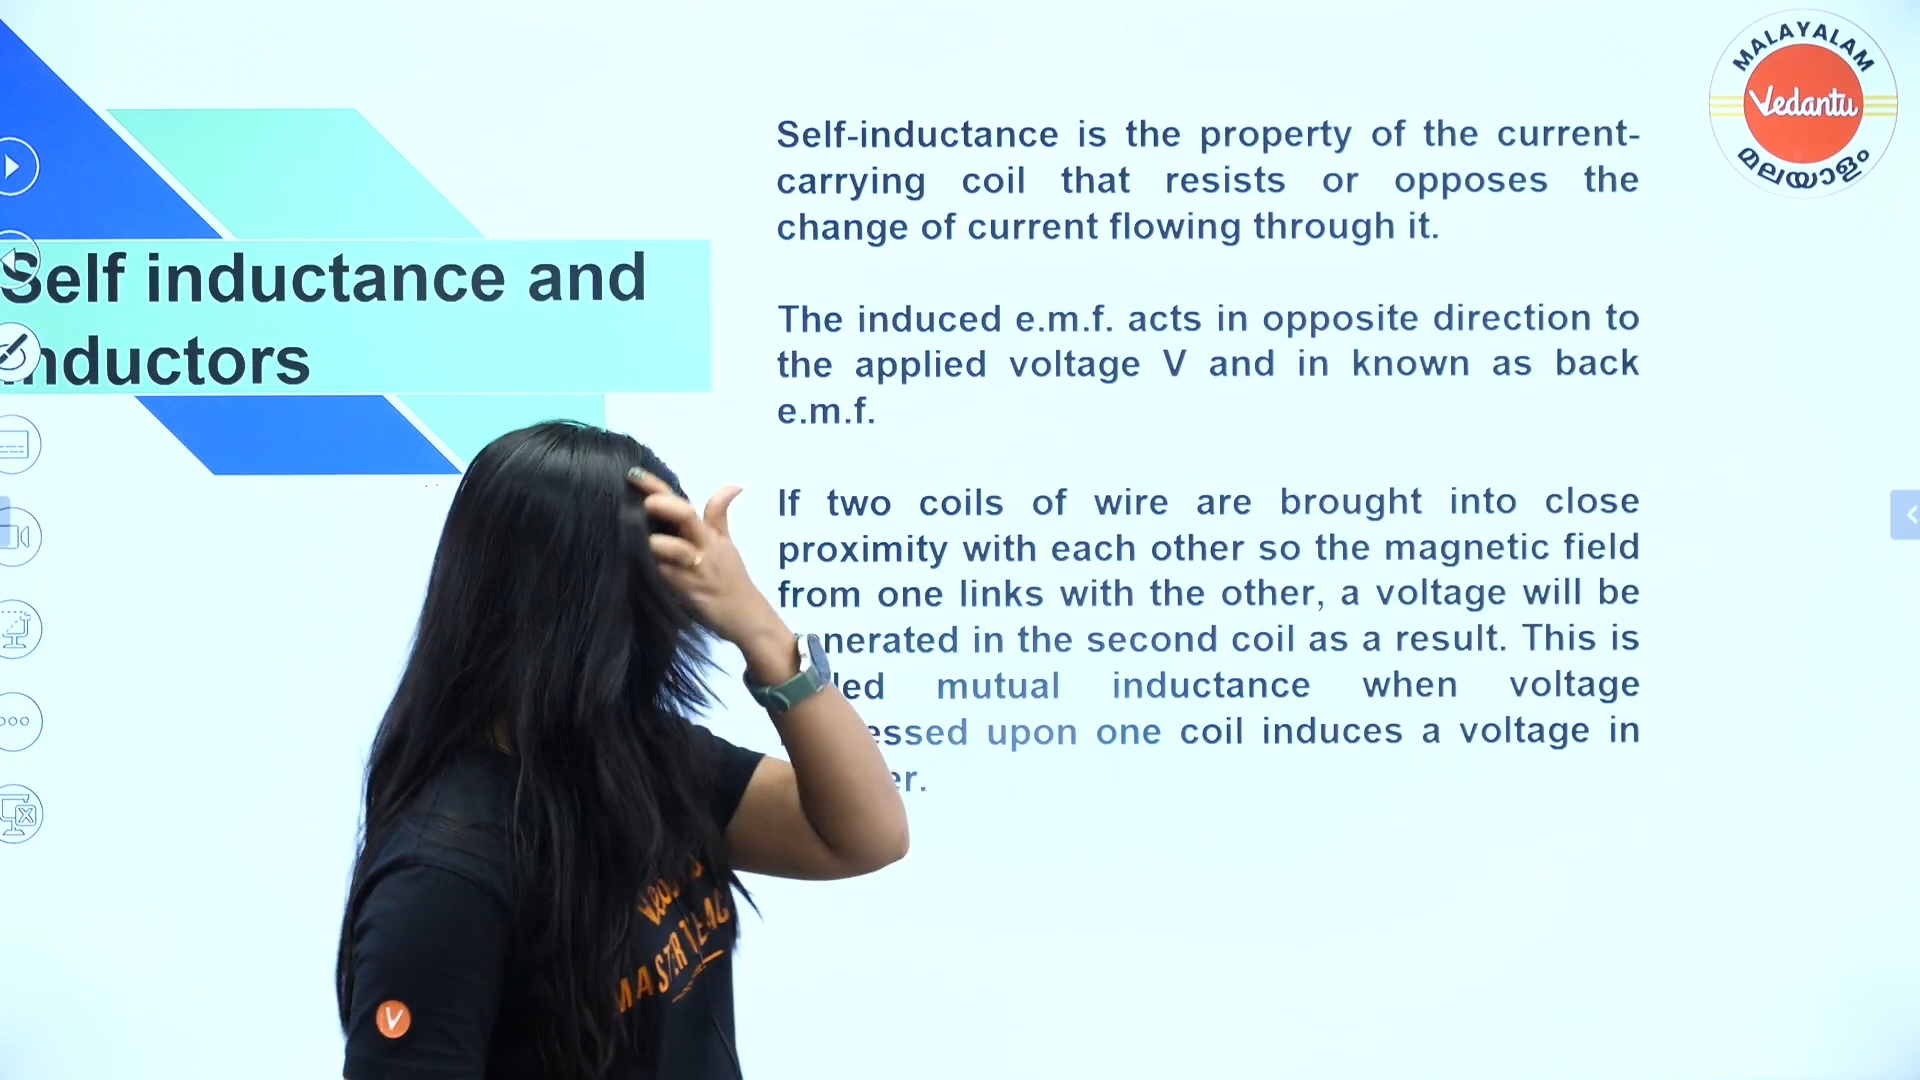 MALAYALAM
Vedantu
മലയാളം
Self inductance and
nductors
Self-inductance is the property of the current-
carrying coil that resists or opposes the
change of current flowing through it.
The induced e.m.f. acts in opposite direction to
the applied voltage V and in known as back
e.m.f.
If two coils of wire are brought into close
proximity with each other so the magnetic field
from one links with the other, a voltage will be
nerated in the second coil as a result. This is
led mutual inductance when voltage
essed upon one coil induces a voltage in
er.
MASTER
V